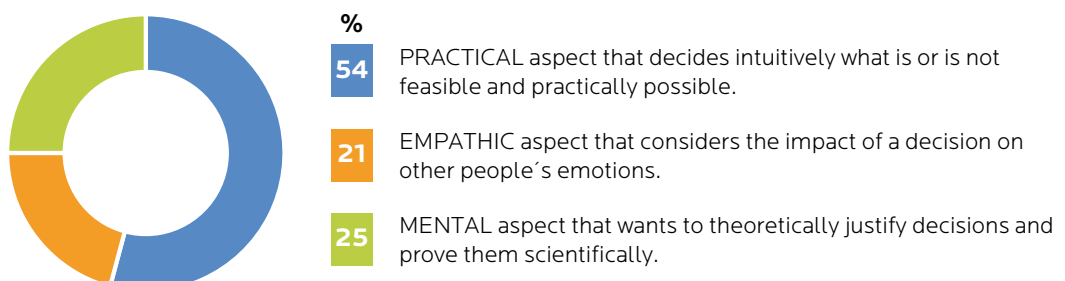 %
54
PRACTICAL aspect that decides intuitively what is or is not
feasible and practically possible.
21
EMPATHIC aspect that considers the impact of a decision on
other people´s emotions.
25
MENTAL aspect that wants to theoretically justify decisions and
prove them scientifically.